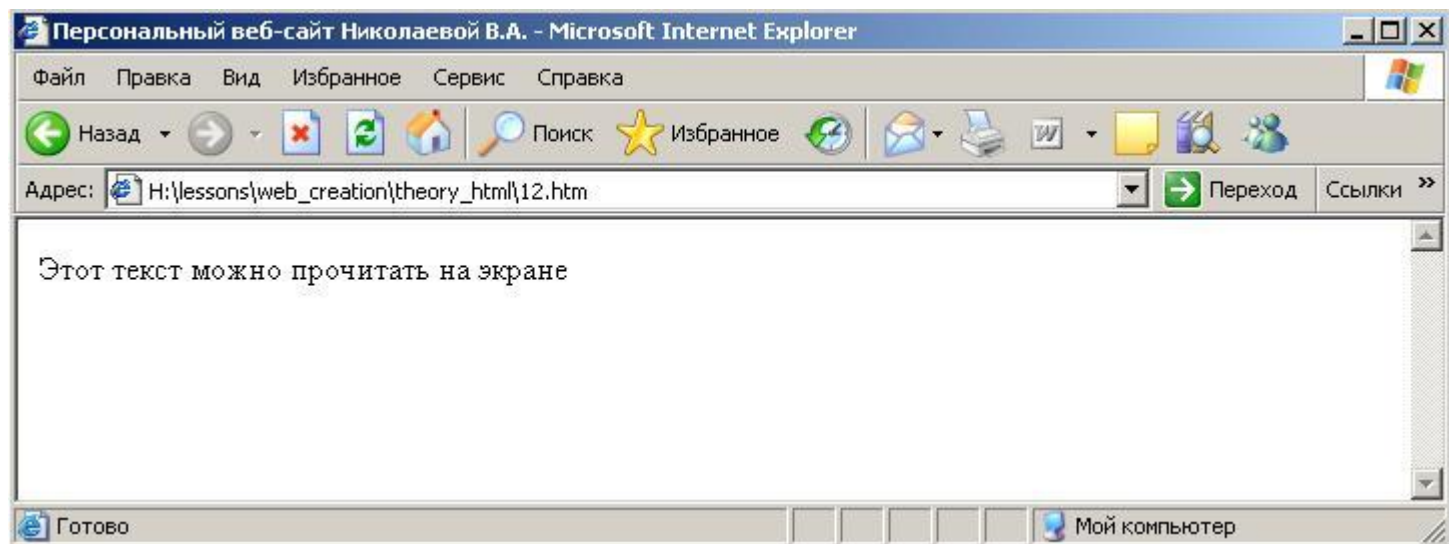 Персональный веб-сайт Николаевой В.А. - Microsoft Internet Explorer
Файл Правка Вид Избранное Сервис Справка
Назад Поиск Избранное W
Адрес: H:\lessons\web_creation\theory_html\12.htm Переход Ссылки »
Этот текст можно прочитать на экране
Готово Мой компьютер